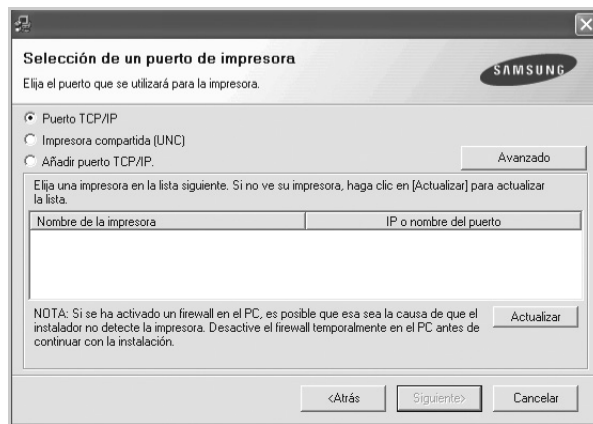 Selección de un puerto de impresora
Elija el puerto que se utilizará para la impresora.
SAMSUNG
Puerto TCP/IP
Impresora compartida (UNC)
Añadir puerto TCP/IP.
Avanzado
Elija una impresora en la lista siguiente. Si no ve su impresora, haga clic en [Actualizar] para actualizar
la lista.
Nombre de la impresora
IP o nombre del puerto
NOTA: Si se ha activado un firewall en el PC, es posible que esa sea la causa de que el
instalador no detecte la impresora. Desactive el firewall temporalmente en el PC antes de
continuar con la instalación.
Actualizar
<Atrás
Siguiente>
Cancelar